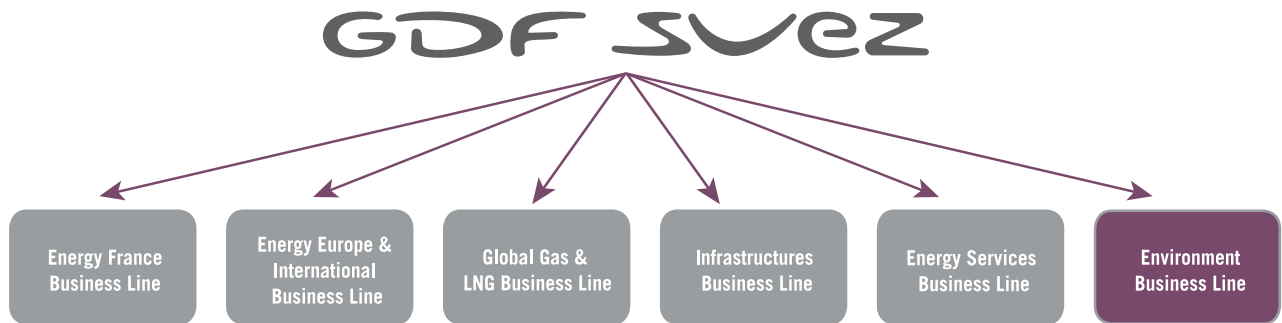 GDF SUEZ
Energy France
Business Line
Energy Europe &
International
Business Line
Global Gas &
LNG Business Line
Infrastructures
Business Line
Energy Services
Business Line
Environment
Business Line